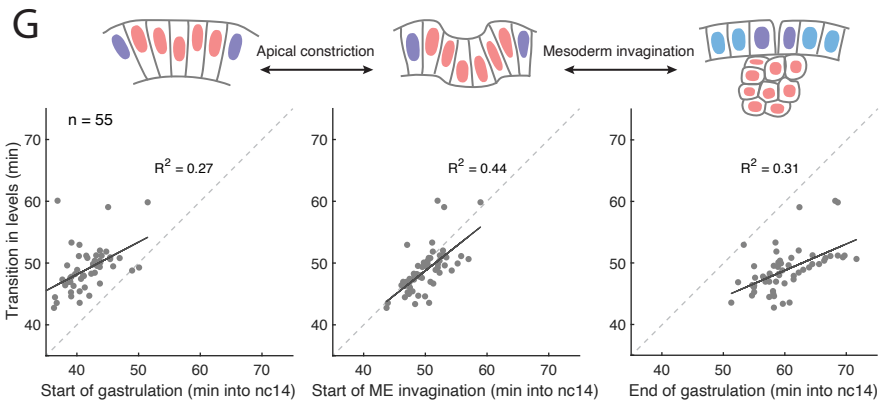 G
Apical constriction
Mesoderm invagination
n = 55
R² = 0.27
R² = 0.44
R² = 0.31
Transition in levels (min)
70
60
50
40
40 50 60 70
Start of gastrulation (min into nc14)
70
60
50
40
40 50 60 70
Start of ME invagination (min into nc14)
70
60
50
40
40 50 60 70
End of gastrulation (min into nc14)